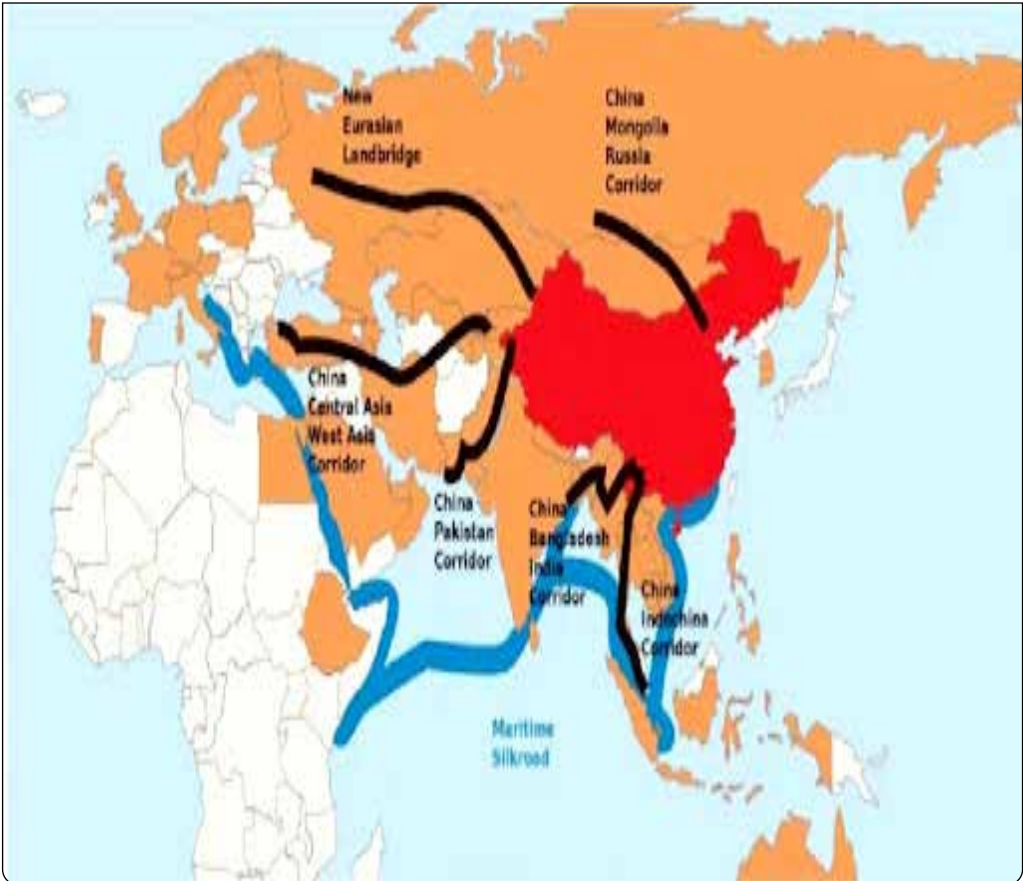 New
Eurasian
Landbridge
China
Mongolia
Russia
Corridor
China
Central Asia
West Asia
Corridor
China
Pakistan
Corridor
China
Bangladesh
India
Corridor
China
Indochina
Corridor
Maritime
Silkroad